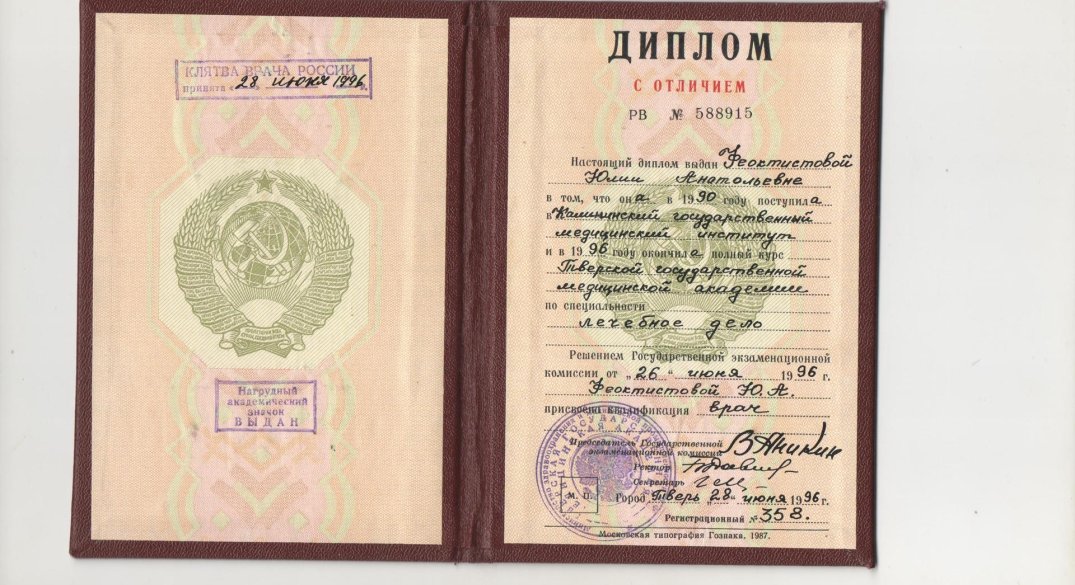 КЛЯТВА ВРАЧА РОССИИ
принята «28 июня 1996г.
Нагрудный
академический
значок
ВЫДАН
ДИПЛОМ
С ОТЛИЧИЕМ
РВ № 588915
Настоящий диплом выдан Феоктистовой
Юлии Анатольевне
в том, что она в 1990 году поступила
в Калининский государственный
медицинский институт
и в 1996 году окончила полный курс
Тверской государственной
медицинской академии
по специальности
лечебное дело
Решением Государственной экзаменационной
комиссии от „26“ июня 1996 г.
Феоктистовой Ю. А.
присвоена квалификация врач
Председатель Государственной
экзаменационной комиссии В Аникин
Ректор
Секретарь
М. П. Город Тверь „28“ июня 1996 г.
Регистрационный № 358.
Московская типография Гознака. 1987.